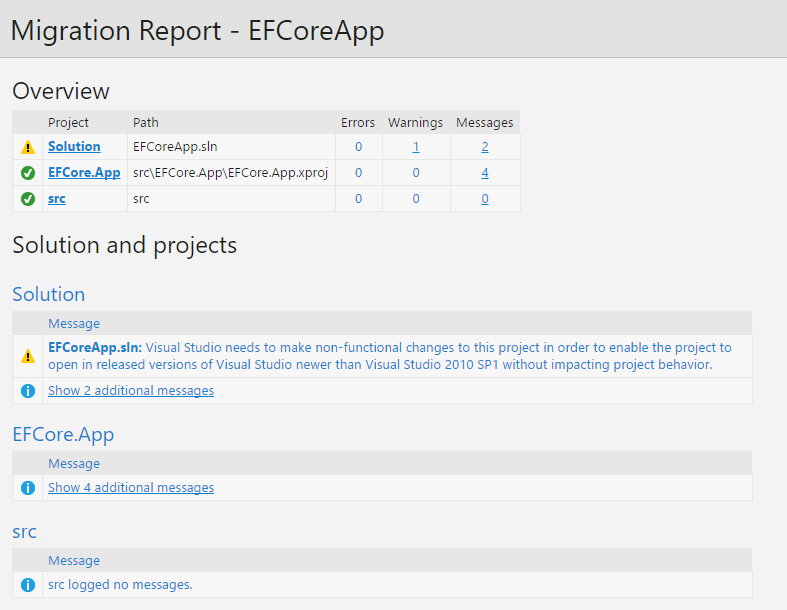 Migration Report - EFCoreApp
Overview
Project Path Errors Warnings Messages
Solution EFCoreApp.sln 0 1 2
EFCore.App src\EFCore.App\EFCore.App.xproj 0 0 4
src src 0 0 0
Solution and projects
Solution
Message
EFCoreApp.sln: Visual Studio needs to make non-functional changes to this project in order to enable the project to
open in released versions of Visual Studio newer than Visual Studio 2010 SP1 without impacting project behavior.
Show 2 additional messages
EFCore.App
Message
Show 4 additional messages
src
Message
src logged no messages.